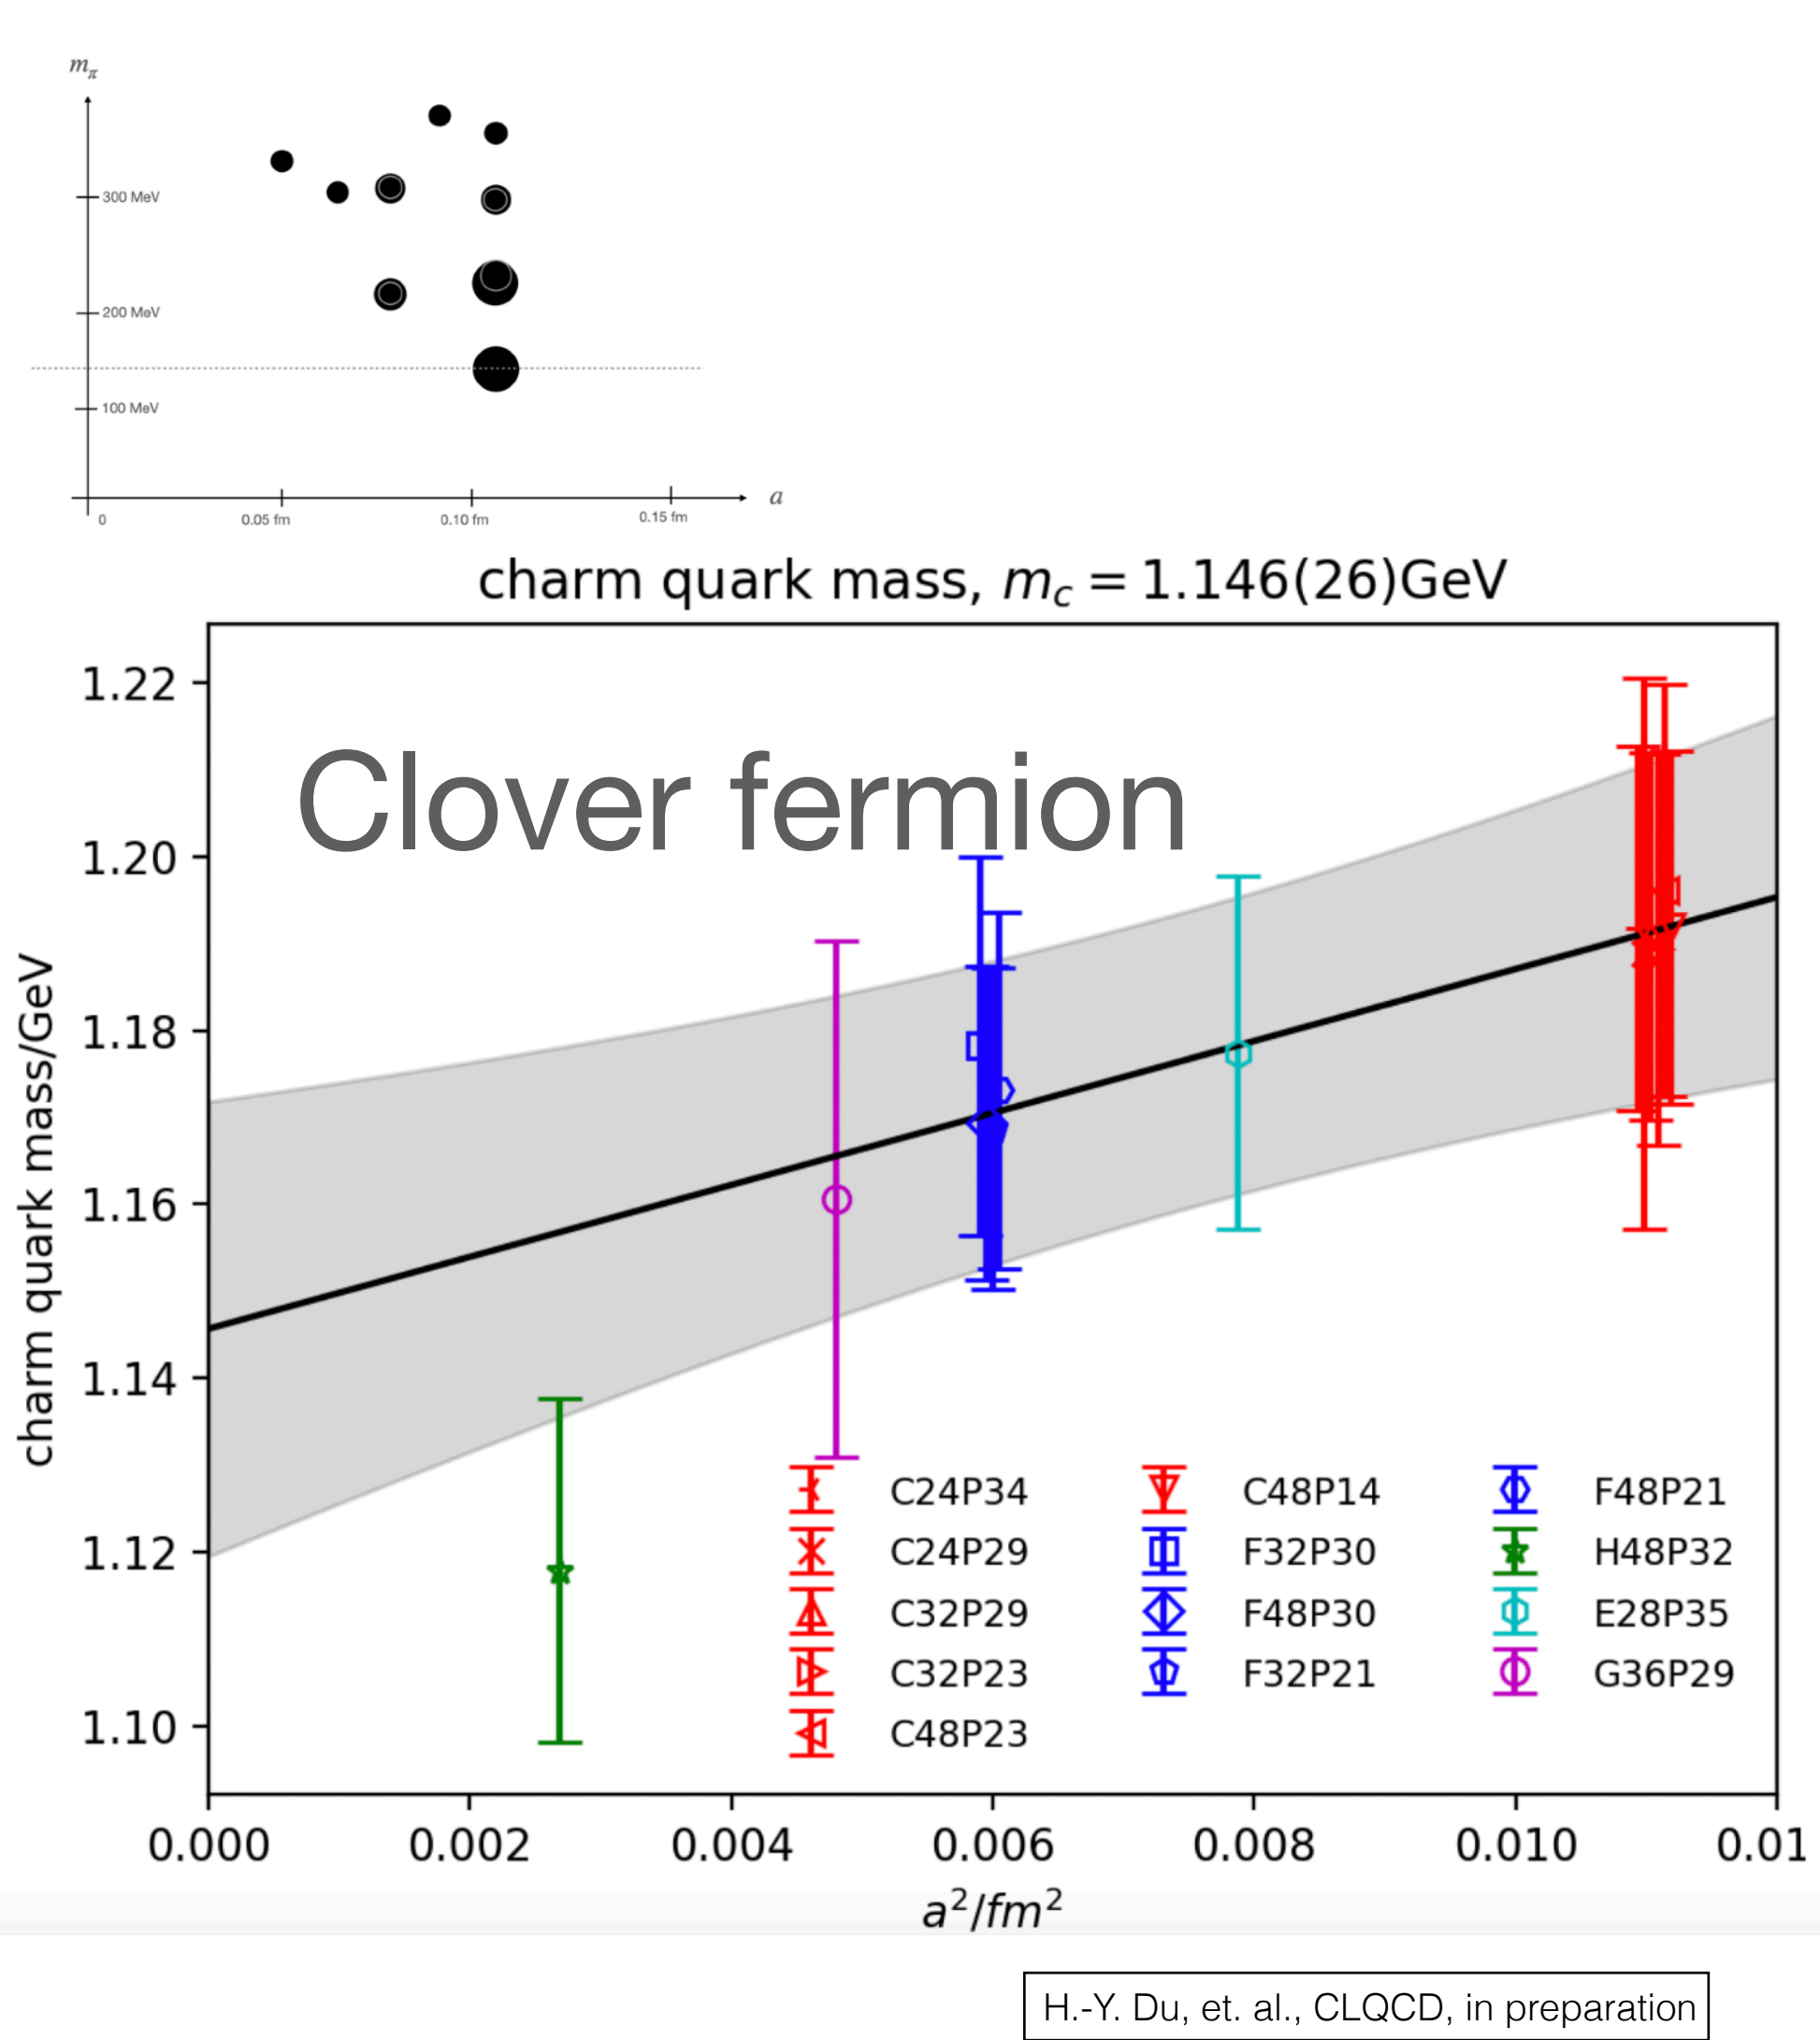 mπ
300 MeV
200 MeV
100 MeV
0
0.05 fm
0.10 fm
0.15 fm
a
charm quark mass, mc = 1.146(26)GeV
Clover fermion
charm quark mass/GeV
1.22
1.20
1.18
1.16
1.14
1.12
1.10
C24P34
C24P29
C32P29
C32P23
C48P23
C48P14
F32P30
F48P30
F32P21
F48P21
H48P32
E28P35
G36P29
0.000 0.002 0.004 0.006 0.008 0.010 0.01
a²/fm²
H.-Y. Du, et. al., CLQCD, in preparation